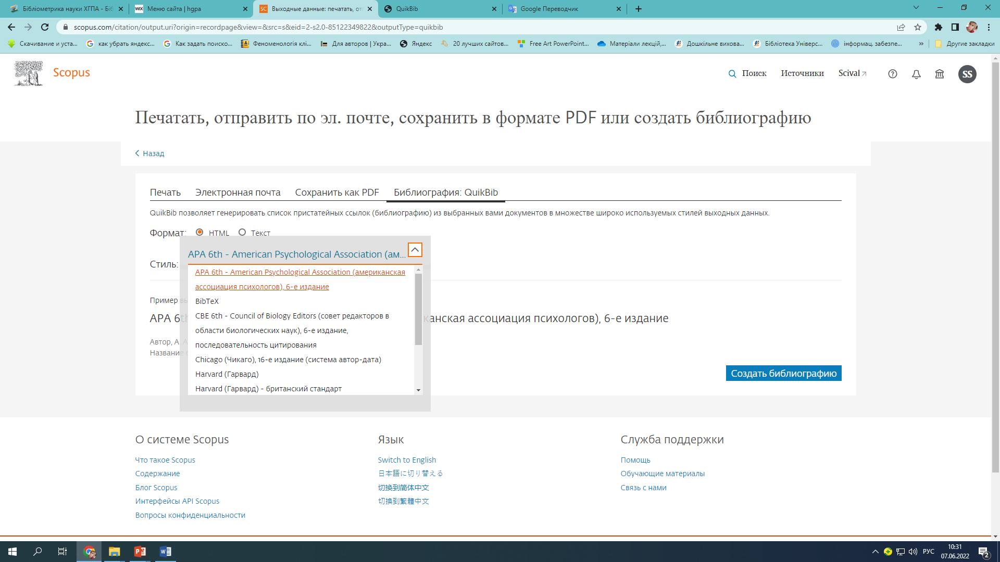 Бібліометрика науки ХГПА - Бі
Меню сайта | hgpa
Выходные данные: печатать, от
QuikBib
Google Переводчик
scopus.com/citation/output.uri?origin=recordpage&view=&src=s&eid=2-s2.0-85122349822&outputType=quikbib
Скачивание и уста...
как убрать яндекс...
Как задать поиско...
Феноменологія клі...
Для авторов | Укра...
Яндекс
20 лучших сайтов...
Free Art PowerPoint...
Матеріали лекцій,...
Дошкільне вихова...
Бібліотека Універс...
інформац. забезпе...
»
Другие закладки
Scopus
Поиск
Источники
Scival
SS
Печатать, отправить по эл. почте, сохранить в формате PDF или создать библиографию
Назад
Печать
Электронная почта
Сохранить как PDF
Библиография: QuikBib
QuikBib позволяет генерировать список пристатейных ссылок (библиографию) из выбранных вами документов в множестве широко используемых стилей выходных данных.
Формат: HTML Текст
Стиль: APA 6th - American Psychological Association (ам...
APA 6th - American Psychological Association (американская
ассоциация психологов), 6-е издание
BibTeX
CBE 6th - Council of Biology Editors (совет редакторов в
области биологических наук), 6-е издание,
последовательность цитирования
Chicago (Чикаго), 16-е издание (система автор-дата)
Harvard (Гарвард)
Harvard (Гарвард) - британский стандарт
Пример вы
APA 6th канская ассоциация психологов), 6-е издание
Автор, А. А
Название
Создать библиографию
О системе Scopus
Что такое Scopus
Содержание
Блог Scopus
Интерфейсы API Scopus
Вопросы конфиденциальности
Язык
Switch to English
日本語に切り替える
切换到简体中文
切換到繁體中文
Служба поддержки
Помощь
Обучающие материалы
Связь с нами
РУС
10:31
07.06.2022
2